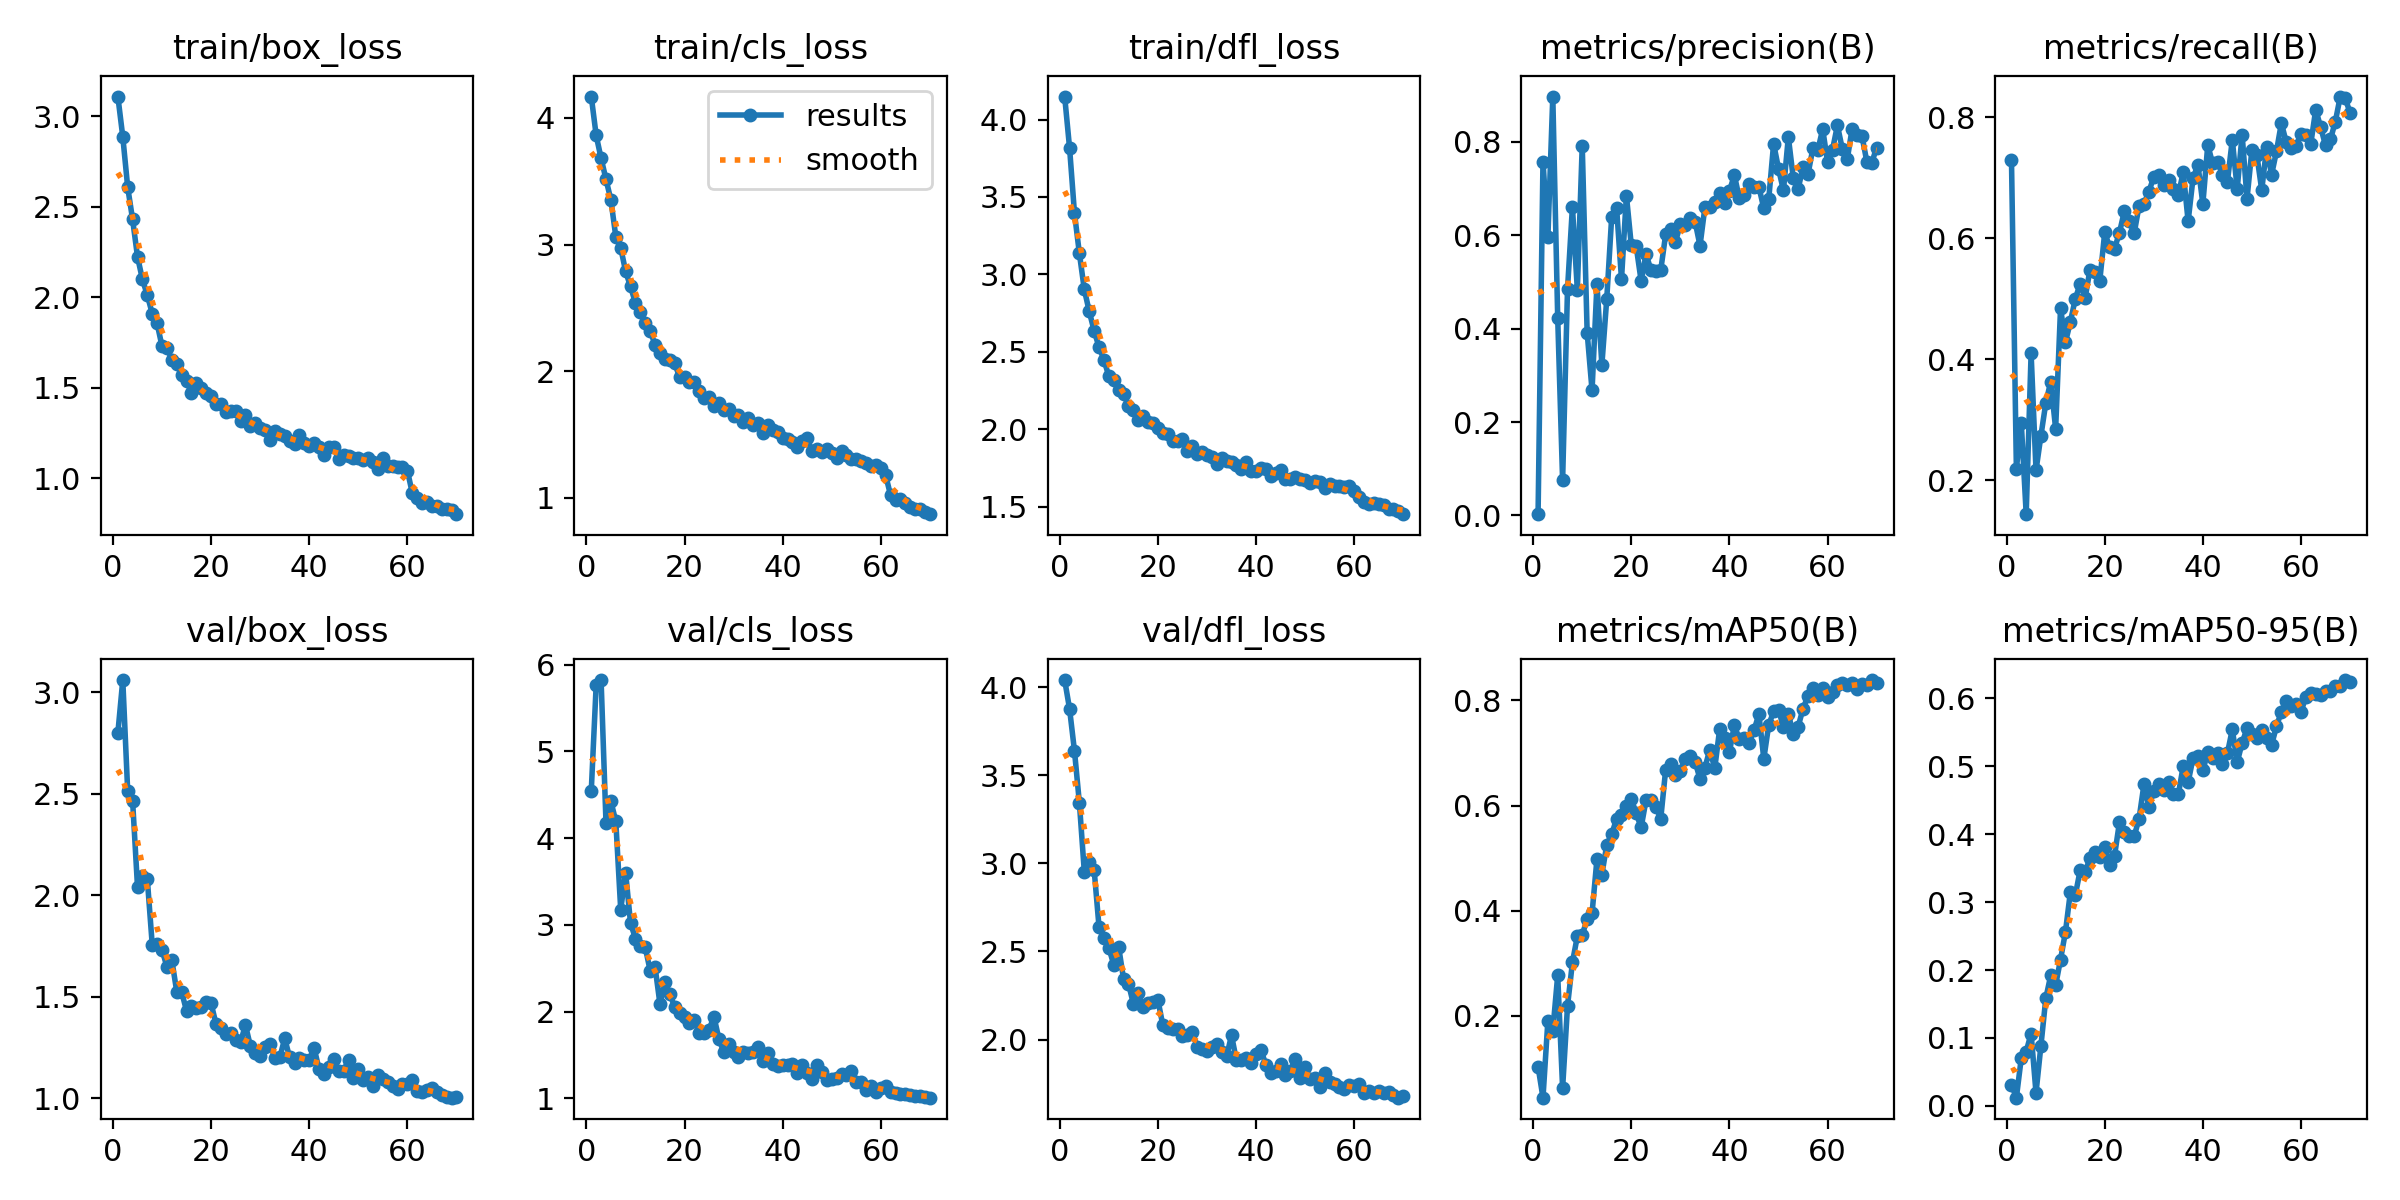 train/box_loss
3.0
2.5
2.0
1.5
1.0
0 20 40 60
train/cls_loss
results
smooth
4
3
2
1
0 20 40 60
train/dfl_loss
4.0
3.5
3.0
2.5
2.0
1.5
0 20 40 60
metrics/precision(B)
0.8
0.6
0.4
0.2
0.0
0 20 40 60
metrics/recall(B)
0.8
0.6
0.4
0.2
0 20 40 60
val/box_loss
3.0
2.5
2.0
1.5
1.0
0 20 40 60
val/cls_loss
6
5
4
3
2
1
0 20 40 60
val/dfl_loss
4.0
3.5
3.0
2.5
2.0
0 20 40 60
metrics/mAP50(B)
0.8
0.6
0.4
0.2
0 20 40 60
metrics/mAP50-95(B)
0.6
0.5
0.4
0.3
0.2
0.1
0.0
0 20 40 60